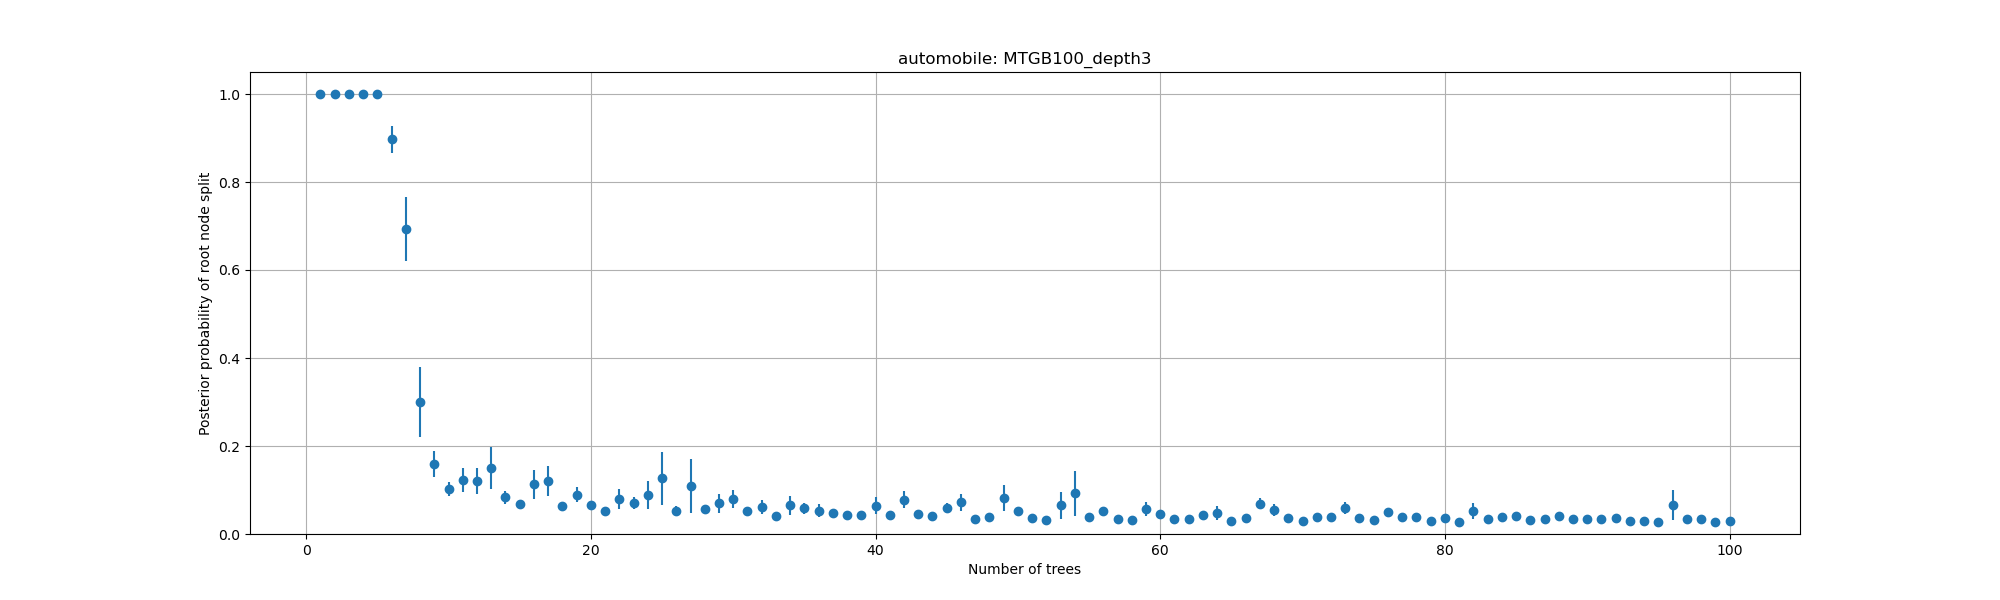 automobile: MTGB100_depth3
Posterior probability of root node split
1.0
0.8
0.6
0.4
0.2
0.0
0 20 40 60 80 100
Number of trees